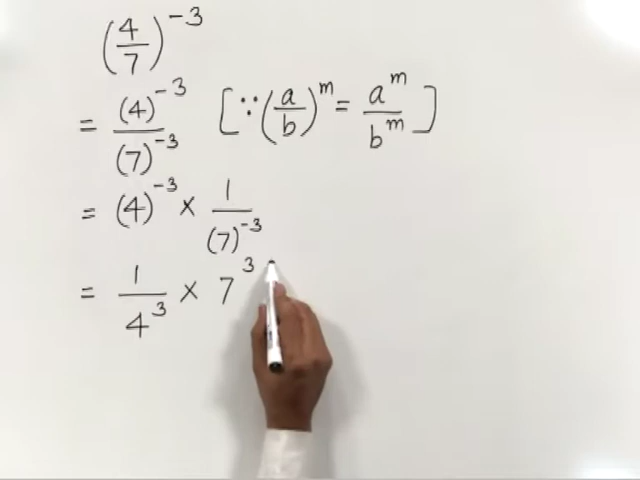 (4/7)^-3
= (4)^-3/(7)^-3 [∵(a/b)^m = a^m/b^m]
= (4)^-3 × 1/(7)^-3
= 1/4^3 × 7^3